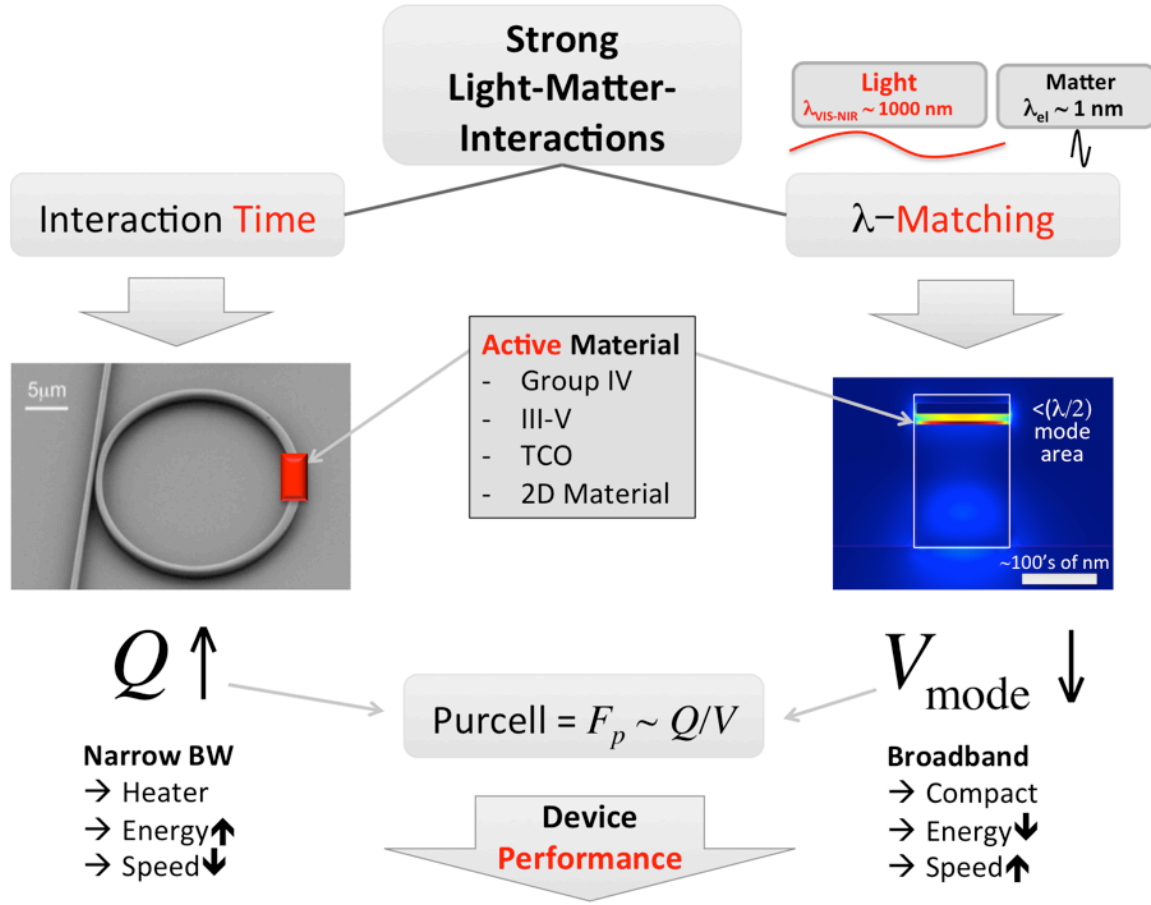 Strong
Light-Matter-
Interactions
Light
λVIS-NIR ~ 1000 nm
Matter
λel ~ 1 nm
Interaction Time
λ-Matching
Active Material
- Group IV
- III-V
- TCO
- 2D Material
5μm
<(λ/2)
mode
area
~100's of nm
Q ↑
Vmode ↓
Purcell = Fp ~ Q/V
Narrow BW
→ Heater
→ Energy↑
→ Speed↓
Broadband
→ Compact
→ Energy↓
→ Speed↑
Device
Performance